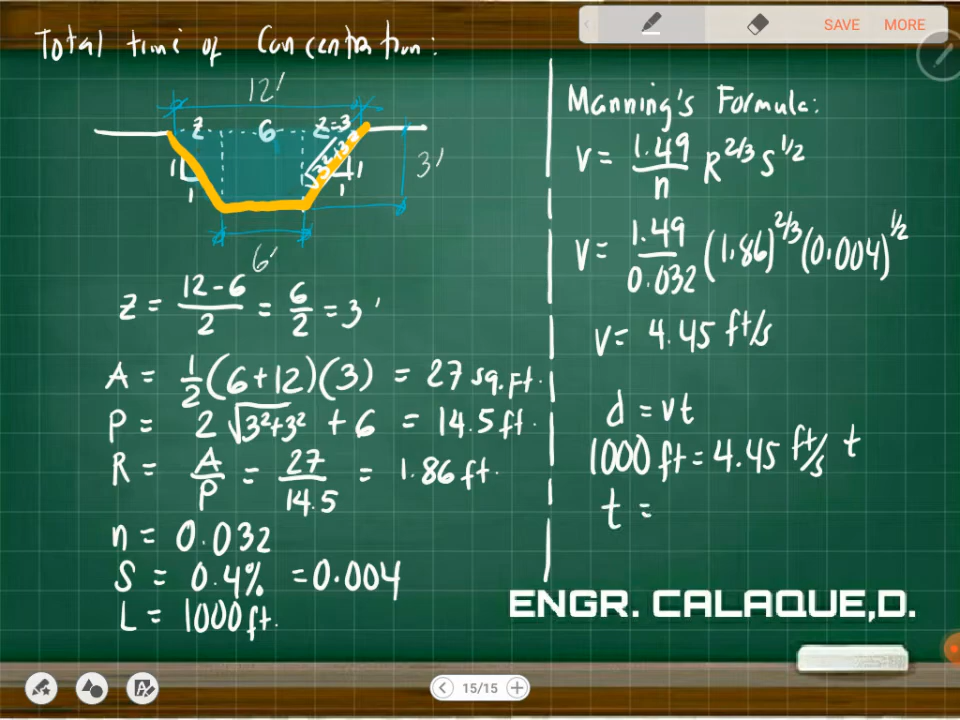 SAVE MORE
Total time of Concentration:
12'
z 6 z=3
√3²+3²
1 1
1 1
3'
6'
z = 12-6/2 = 6/2 = 3'
A = 1/2(6+12)(3) = 27 sq.ft.
P = 2√3²+3² + 6 = 14.5 ft.
R = A/P = 27/14.5 = 1.86 ft.
n = 0.032
S = 0.4% = 0.004
L = 1000 ft.
Manning's Formula:
v = 1.49/n R^2/3 S^1/2
v = 1.49/0.032 (1.86)^2/3 (0.004)^1/2
v = 4.45 ft/s
d = vt
1000 ft = 4.45 ft/s t
t =
ENGR. CALAQUE,D.
15/15